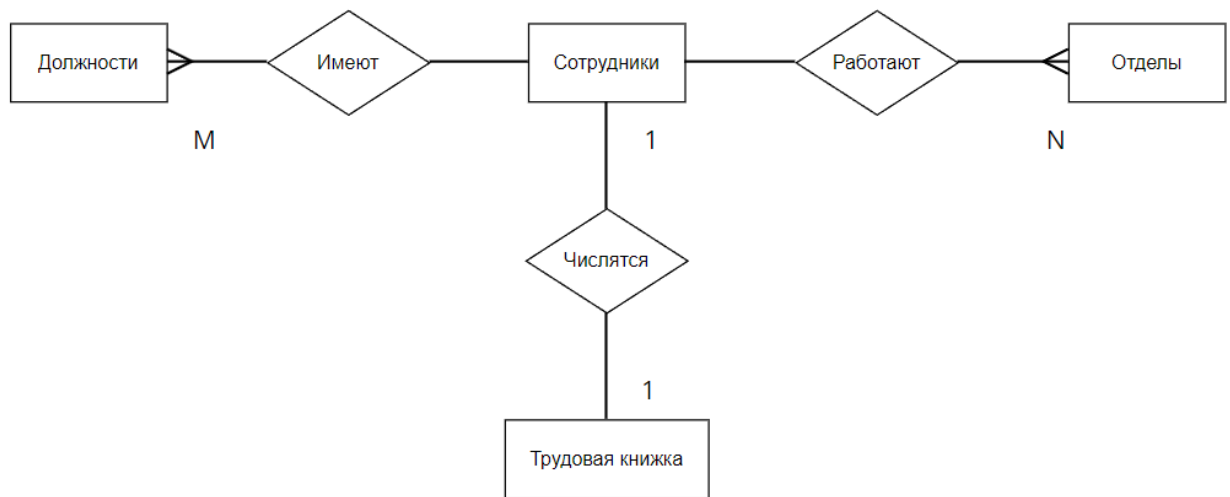 Должности
Имеют
Сотрудники
Работают
Отделы
M
1
N
Числятся
1
Трудовая книжка